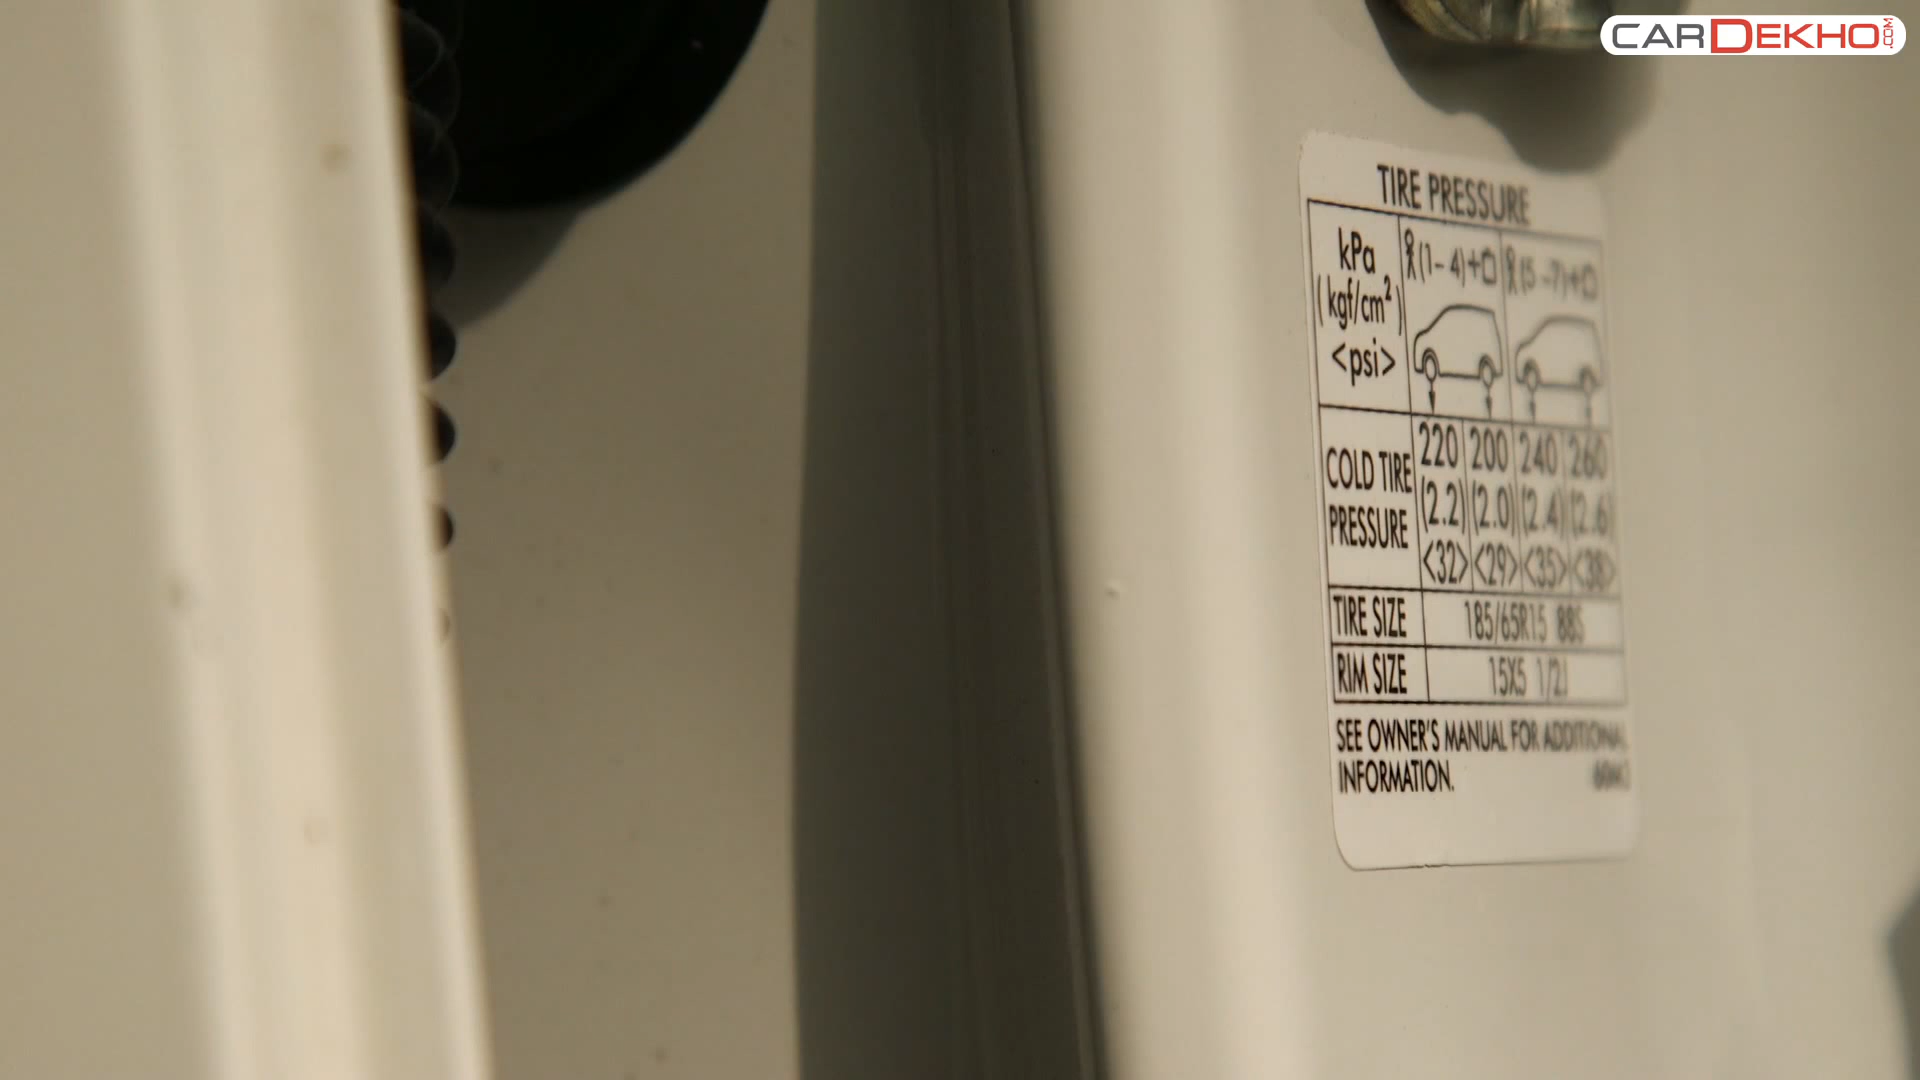 CARDEKHO.COM
TIRE PRESSURE
kPa (kgf/cm²) <psi>
(1-4)+ (5-7)+
COLD TIRE PRESSURE
220 200 240 260
(2.2) (2.0) (2.4) (2.6)
<32> <29> <35> <38>
TIRE SIZE 185/65R15 88S
RIM SIZE 15X5 1/2J
SEE OWNER'S MANUAL FOR ADDITIONAL
INFORMATION.